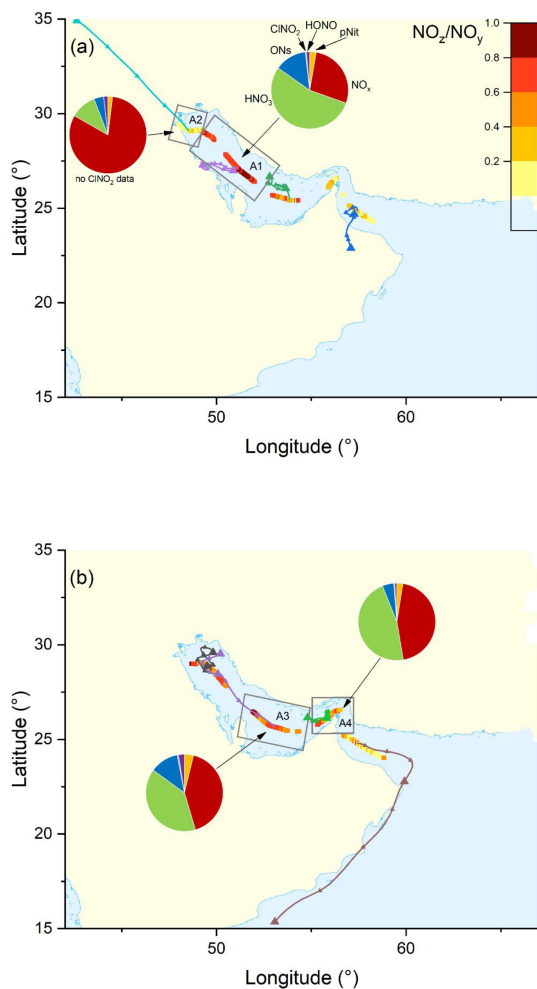 (a)
ClNO₂
HONO
pNit
ONs
NOₓ
HNO₃
NO_z/NO_y
1.0
0.8
0.6
0.4
0.2
A2
A1
no ClNO₂ data
35
30
25
20
15
Latitude (°)
50
60
Longitude (°)
(b)
A3
A4
35
30
25
20
15
Latitude (°)
50
60
Longitude (°)